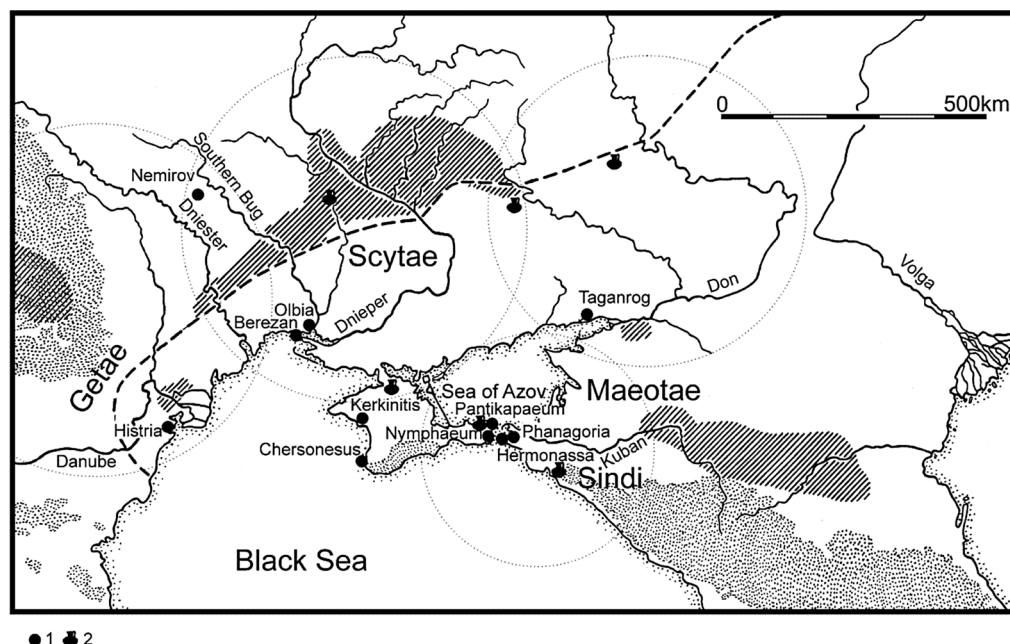 0 500km
Nemirov
Southern Bug
Dniester
Scytae
Volga
Don
Taganrog
Olbia
Berezan
Dnieper
Getae
Maeotae
Sea of Azov
Kerkinitis
Pantikapaeum
Histria
Nymphaeum
Phanagoria
Chersonesus
Hermonassa
Kuban
Danube
Sindi
Black Sea
1 2